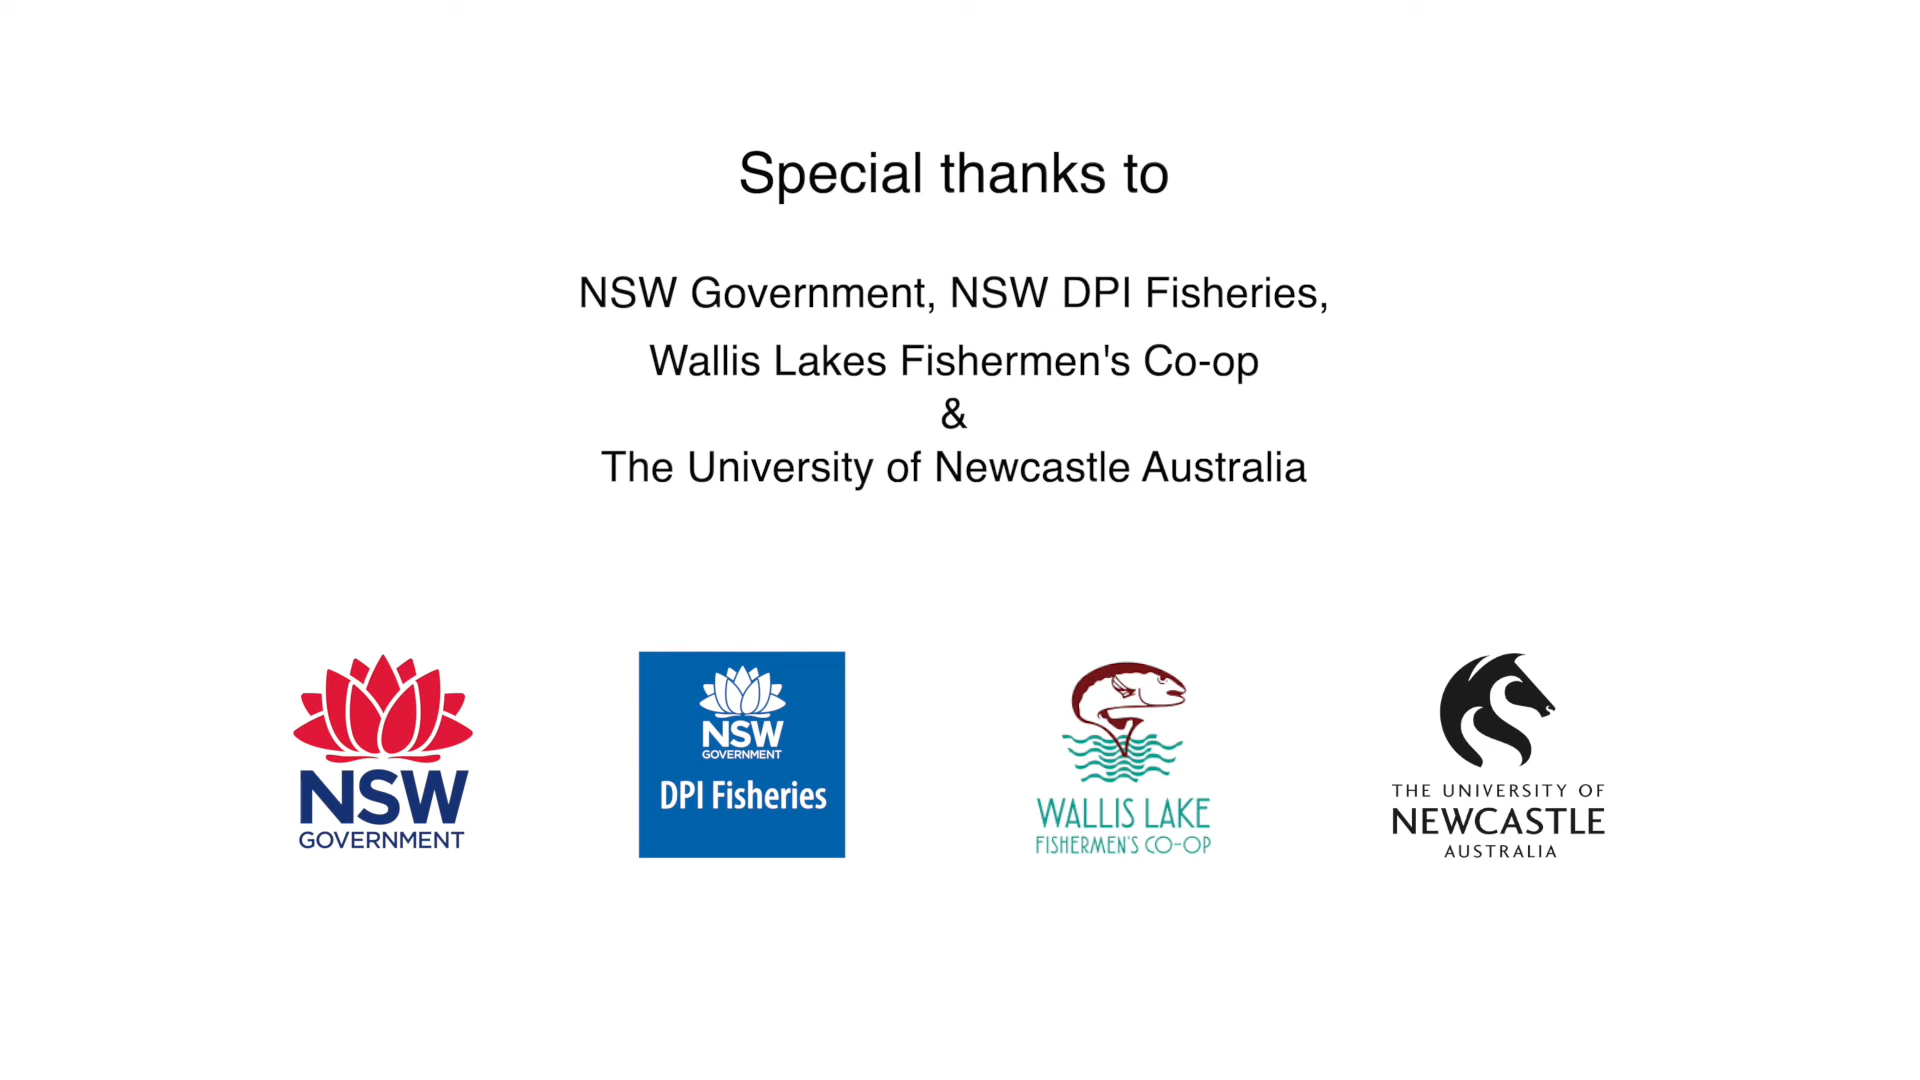 Special thanks to
NSW Government, NSW DPI Fisheries,
Wallis Lakes Fishermen's Co-op
&
The University of Newcastle Australia
NSW
GOVERNMENT
NSW
GOVERNMENT
DPI Fisheries
WALLIS LAKE
FISHERMEN'S CO-OP
THE UNIVERSITY OF
NEWCASTLE
AUSTRALIA